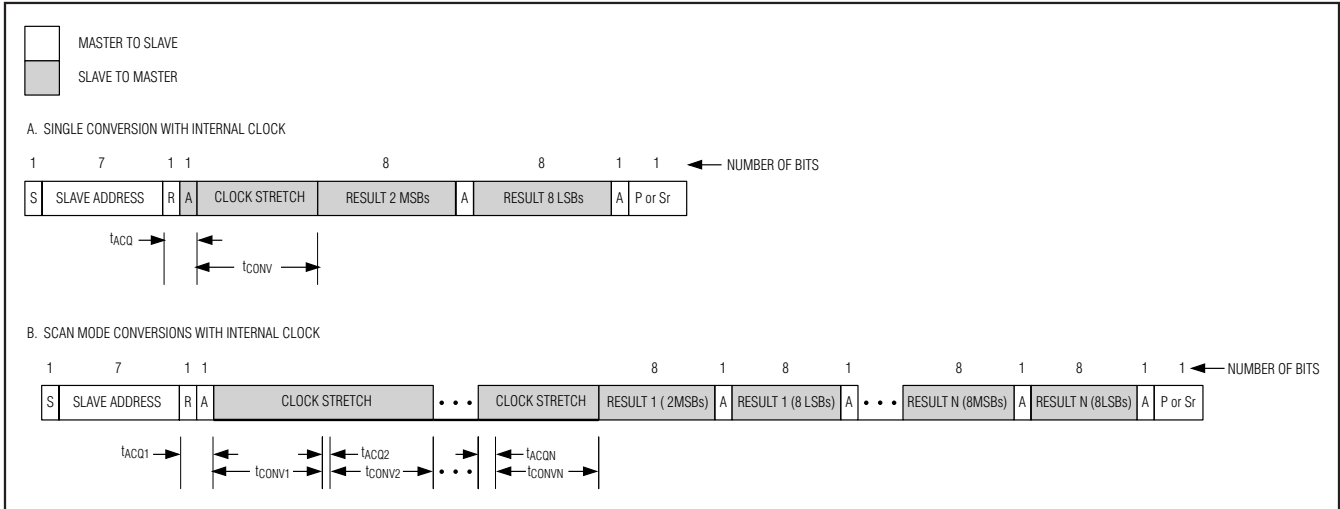 MASTER TO SLAVE
SLAVE TO MASTER
A. SINGLE CONVERSION WITH INTERNAL CLOCK
1 7 1 1 8 8 1 1 NUMBER OF BITS
S SLAVE ADDRESS R A CLOCK STRETCH RESULT 2 MSBs A RESULT 8 LSBs A P or Sr
tACQ
tCONV
B. SCAN MODE CONVERSIONS WITH INTERNAL CLOCK
1 7 1 1 8 1 8 1 8 1 8 1 1 NUMBER OF BITS
S SLAVE ADDRESS R A CLOCK STRETCH • • • CLOCK STRETCH RESULT 1 ( 2MSBs) A RESULT 1 (8 LSBs) A • • • RESULT N (8MSBs) A RESULT N (8LSBs) A P or Sr
tACQ1 tACQ2 tACQN
tCONV1 tCONV2 • • • tCONVN